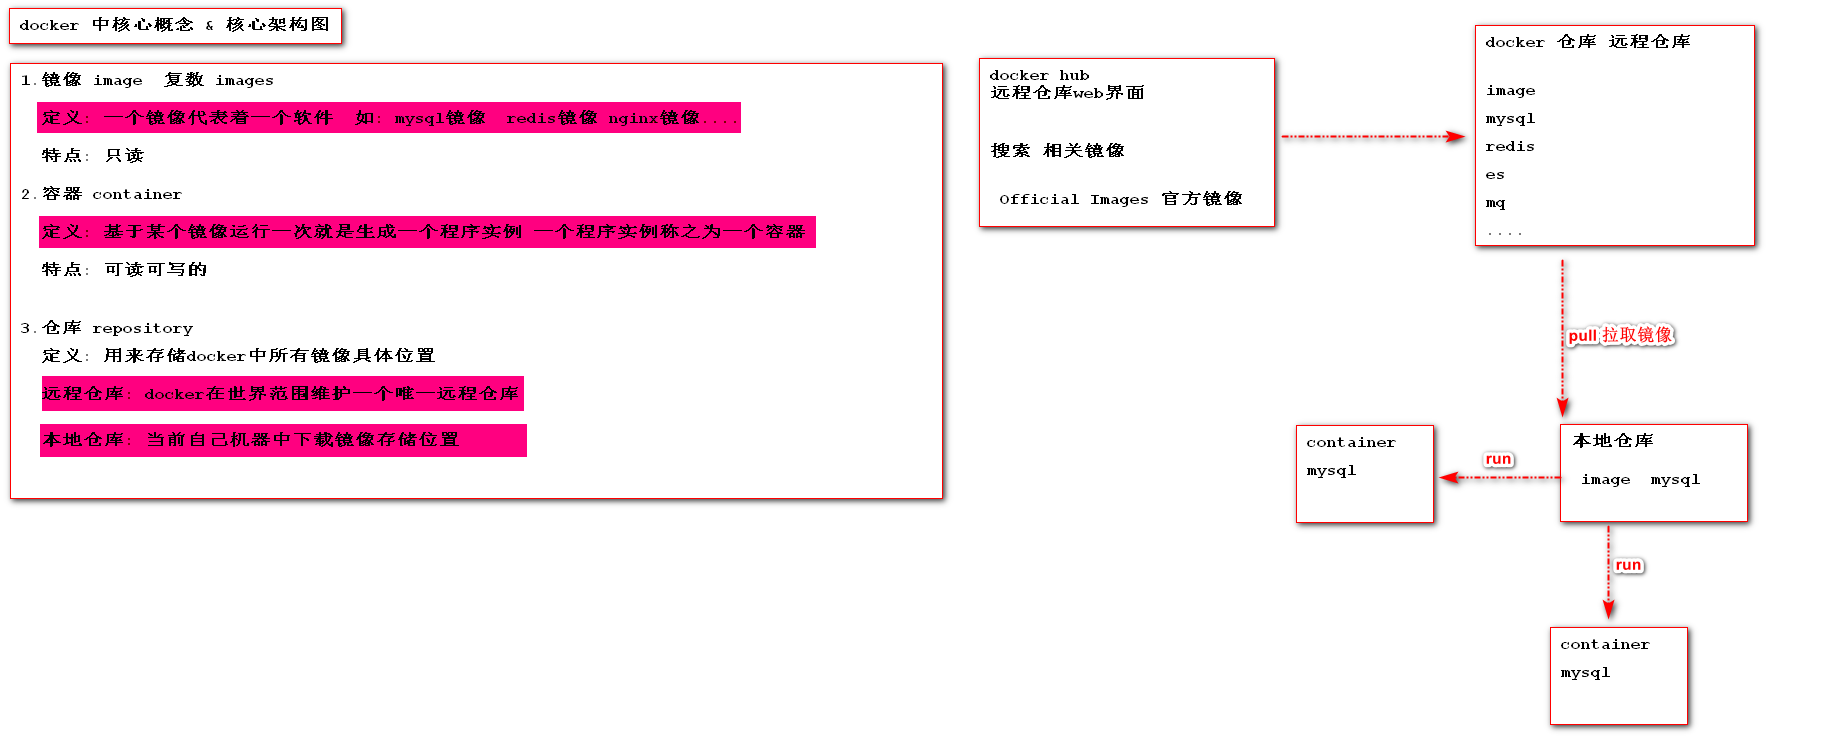 docker 中核心概念 & 核心架构图
1.镜像 image 复数 images
定义: 一个镜像代表着一个软件 如: mysql镜像 redis镜像 nginx镜像....
特点: 只读
2.容器 container
定义: 基于某个镜像运行一次就是生成一个程序实例 一个程序实例称之为一个容器
特点: 可读可写的
3.仓库 repository
定义: 用来存储docker中所有镜像具体位置
远程仓库: docker在世界范围维护一个唯一远程仓库
本地仓库: 当前自己机器中下载镜像存储位置
docker hub
远程仓库web界面
搜索 相关镜像
Official Images 官方镜像
docker 仓库 远程仓库
image
mysql
redis
es
mq
....
pull 拉取镜像
本地仓库
image mysql
run
container
mysql
run
container
mysql